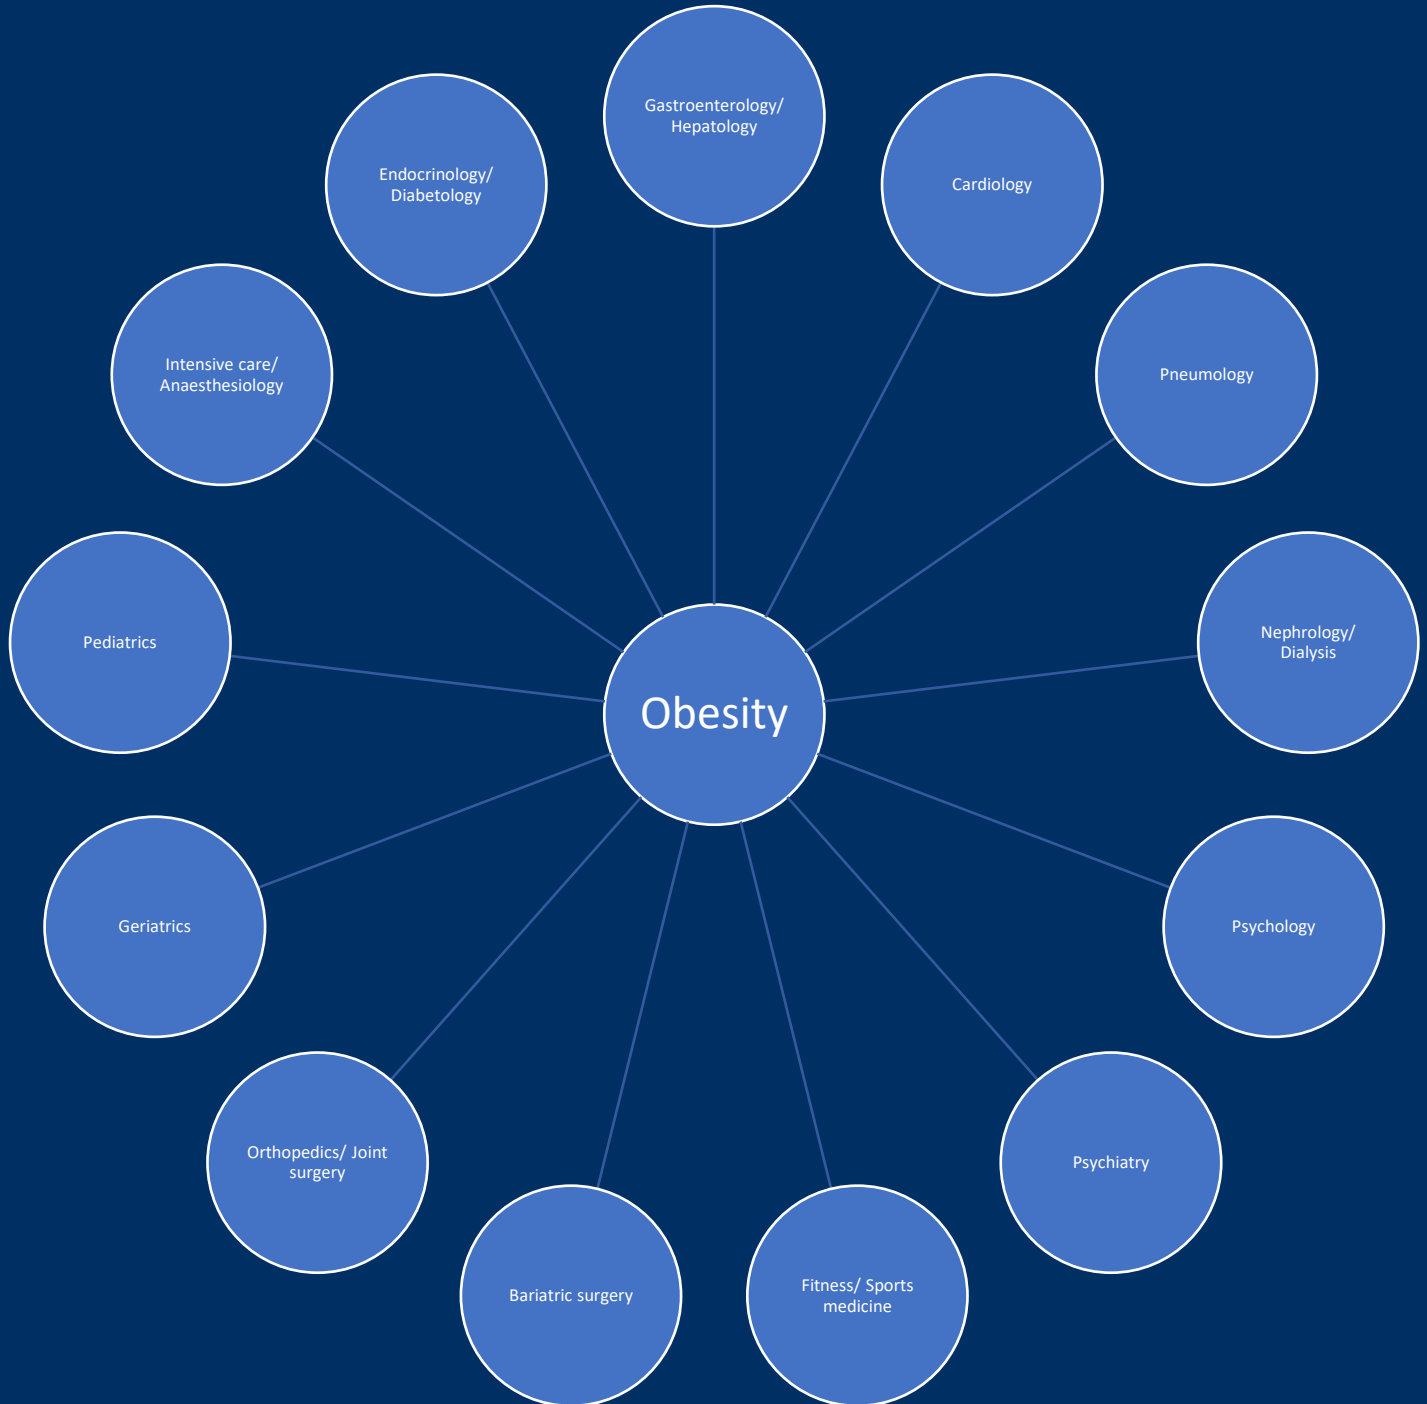 Gastroenterology/
Hepatology
Cardiology
Pneumology
Nephrology/
Dialysis
Psychology
Psychiatry
Fitness/ Sports
medicine
Bariatric surgery
Orthopedics/ Joint
surgery
Geriatrics
Pediatrics
Intensive care/
Anaesthesiology
Endocrinology/
Diabetology
Obesity